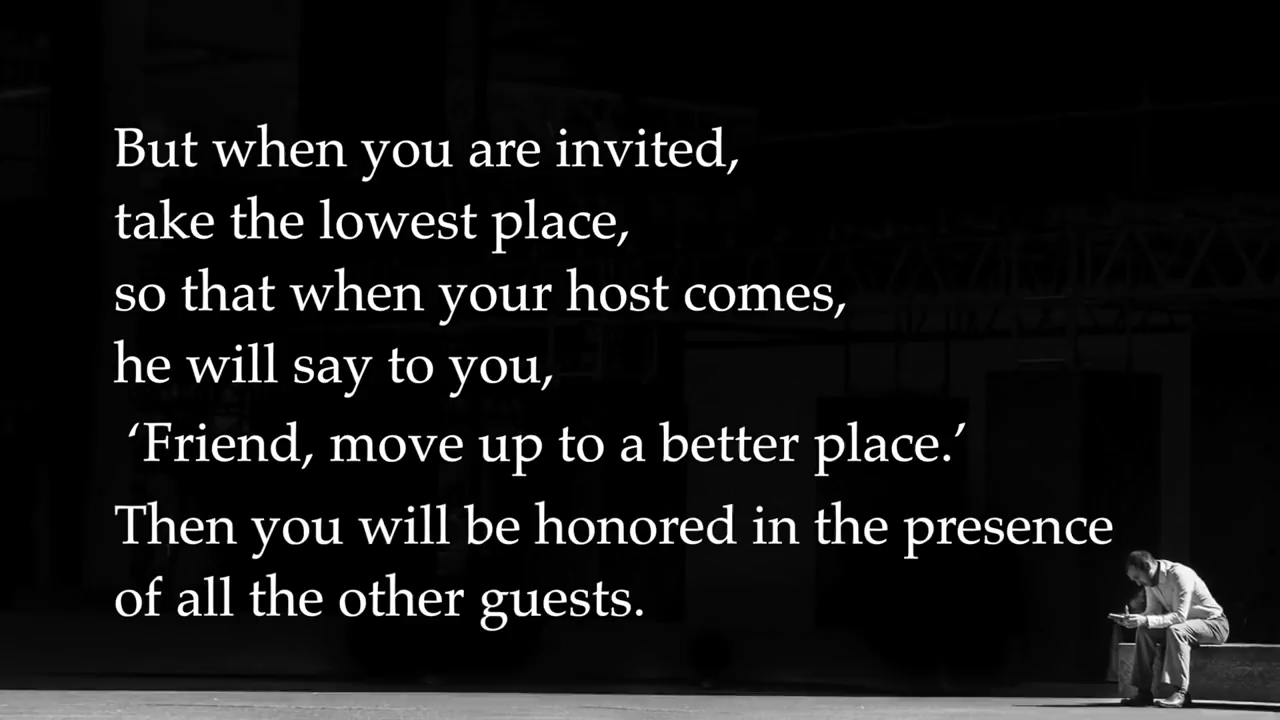 But when you are invited,
take the lowest place,
so that when your host comes,
he will say to you,
‘Friend, move up to a better place.’
Then you will be honored in the presence
of all the other guests.